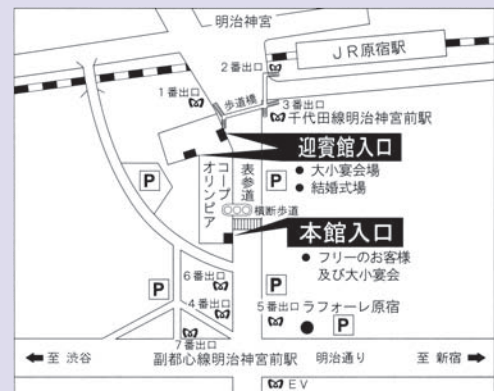 明治神宮
JR原宿駅
2番出口
1番出口
歩道橋
3番出口
千代田線明治神宮前駅
迎賓館入口
● 大小宴会場
● 結婚式場
P
P
コープオリンピア
表参道
横断歩道
本館入口
● フリーのお客様
及び大小宴会
6番出口
P
P
4番出口
5番出口
ラフォーレ原宿
P
7番出口
← 至 渋谷
副都心線明治神宮前駅
明治通り
至 新宿 →
EV